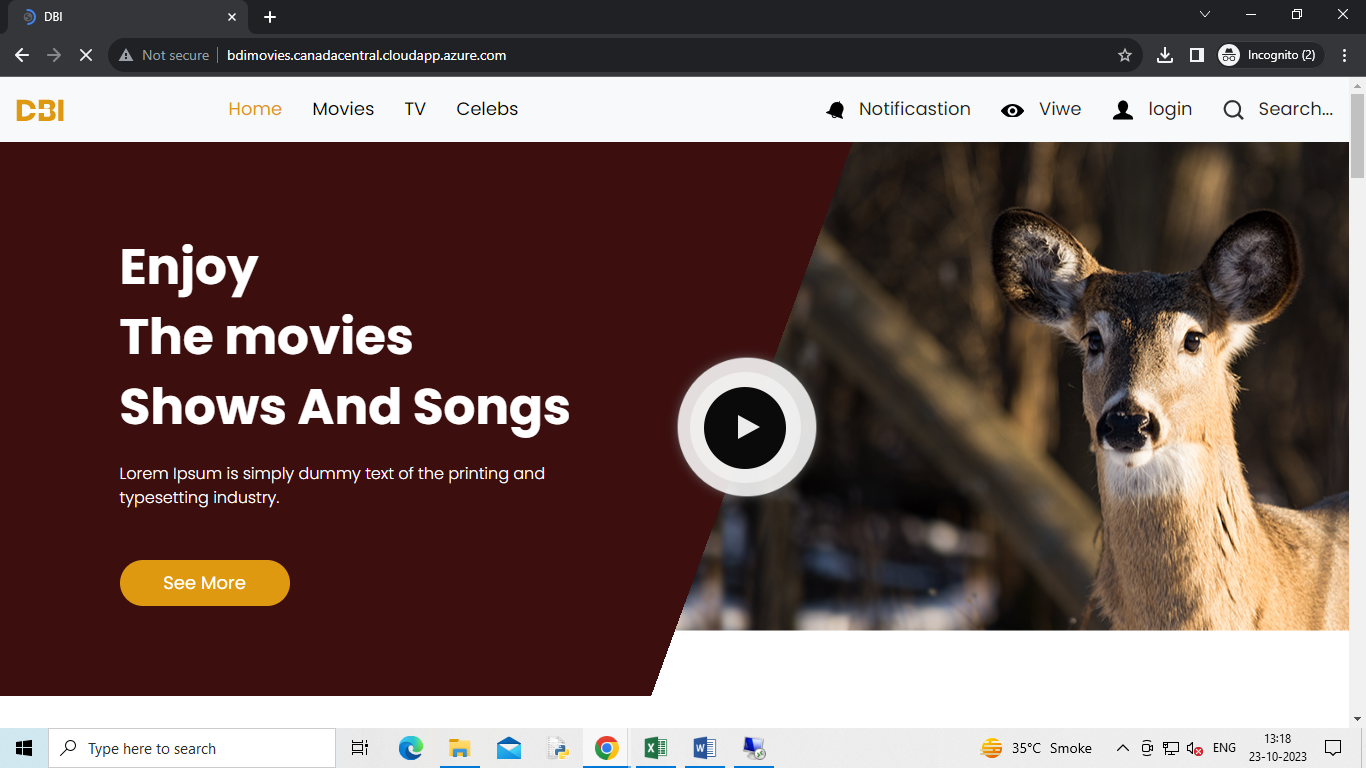 DBI
Not secure
bdimovies.canadacentral.cloudapp.azure.com
Incognito (2)
DBI
Home
Movies
TV
Celebs
Notificastion
Viwe
login
Search...
Enjoy
The movies
Shows And Songs
Lorem Ipsum is simply dummy text of the printing and
typesetting industry.
See More
Type here to search
35°C Smoke
ENG
13:18
23-10-2023